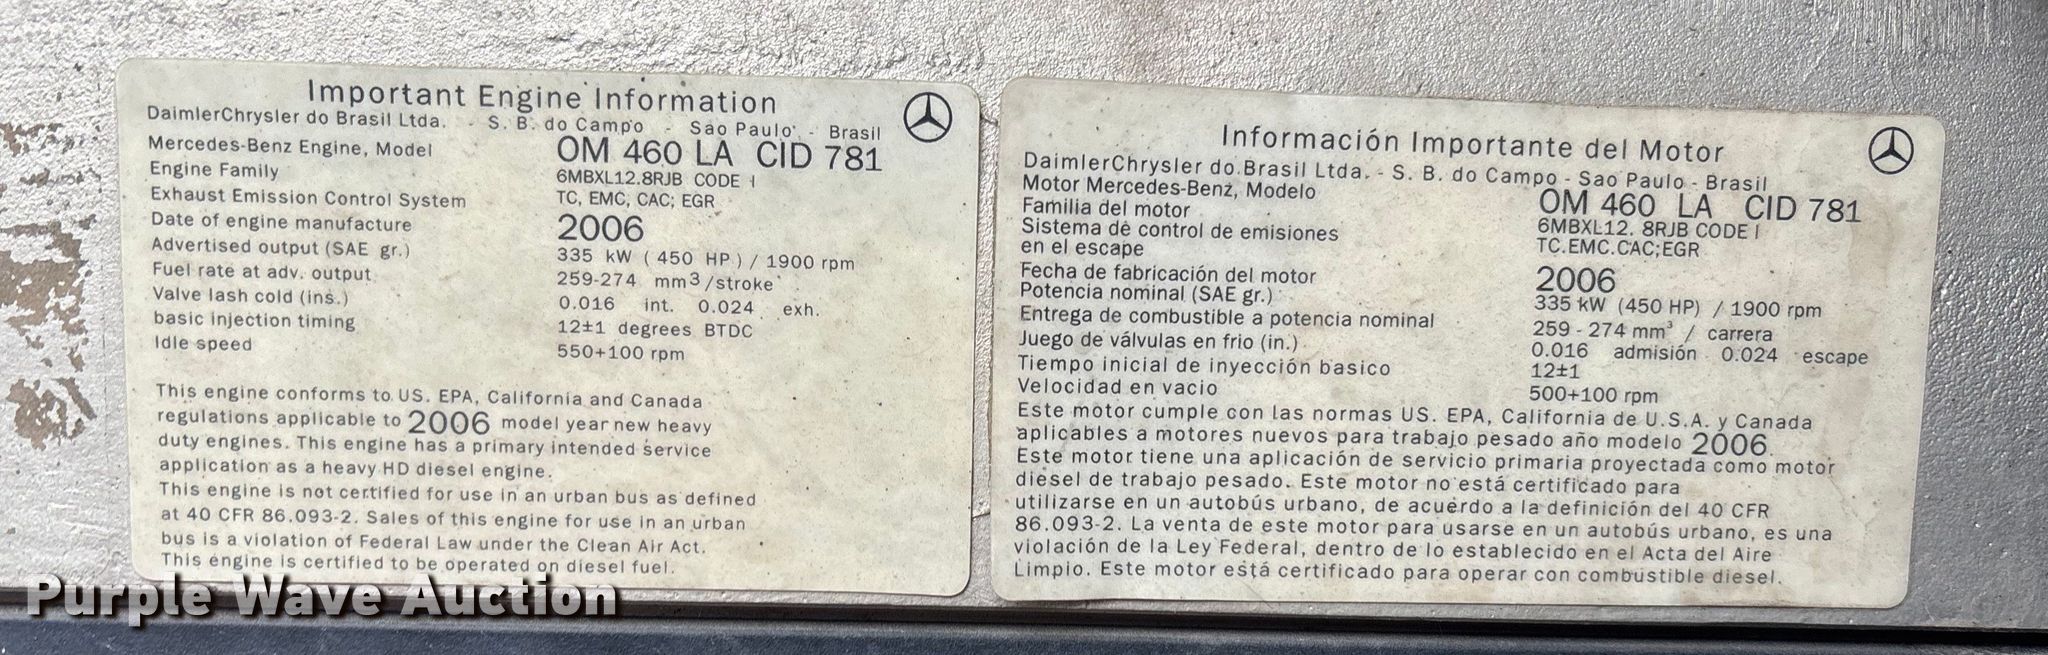 Important Engine Information
DaimlerChrysler do Brasil Ltda. - S. B. do Campo - Sao Paulo - Brasil
Mercedes-Benz Engine, Model OM 460 LA CID 781
Engine Family 6MBXL12.8RJB CODE I
Exhaust Emission Control System TC, EMC, CAC; EGR
Date of engine manufacture 2006
Advertised output (SAE gr.) 335 kW (450 HP) / 1900 rpm
Fuel rate at adv. output 259-274 mm3/stroke
Valve lash cold (ins.) 0.016 int. 0.024 exh.
basic injection timing 12±1 degrees BTDC
Idle speed 550+100 rpm
This engine conforms to US. EPA, California and Canada
regulations applicable to 2006 model year new heavy
duty engines. This engine has a primary intended service
application as a heavy HD diesel engine.
This engine is not certified for use in an urban bus as defined
at 40 CFR 86.093-2. Sales of this engine for use in an urban
bus is a violation of Federal Law under the Clean Air Act.
This engine is certified to be operated on diesel fuel.
Información Importante del Motor
DaimlerChrysler do Brasil Ltda. - S. B. do Campo - Sao Paulo - Brasil
Motor Mercedes-Benz, Modelo OM 460 LA CID 781
Familia del motor 6MBXL12. 8RJB CODE I
Sistema de control de emisiones TC.EMC.CAC;EGR
en el escape
Fecha de fabricación del motor 2006
Potencia nominal (SAE gr.) 335 kW (450 HP) / 1900 rpm
Entrega de combustible a potencia nominal 259 - 274 mm³ / carrera
Juego de válvulas en frio (in.) 0.016 admisión 0.024 escape
Tiempo inicial de inyección basico 12±1
Velocidad en vacio 500+100 rpm
Este motor cumple con las normas US. EPA, California de U.S.A. y Canada
aplicables a motores nuevos para trabajo pesado año modelo 2006.
Este motor tiene una aplicación de servicio primaria proyectada como motor
diesel de trabajo pesado. Este motor no está certificado para
utilizarse en un autobús urbano, de acuerdo a la definición del 40 CFR
86.093-2. La venta de este motor para usarse en un autobús urbano, es una
violación de la Ley Federal, dentro de lo establecido en el Acta del Aire
Limpio. Este motor está certificado para operar con combustible diesel.
Purple Wave Auction